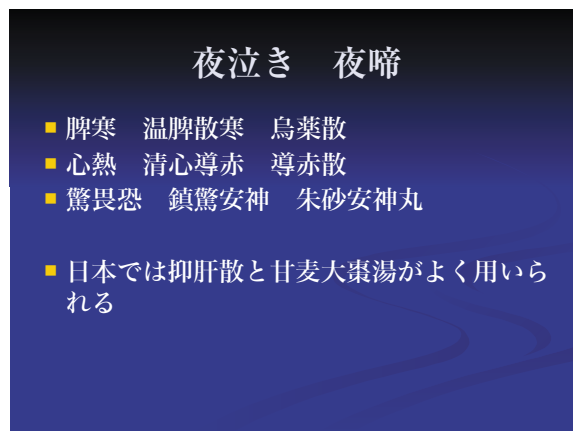 夜泣き　夜啼
脾寒　温脾散寒　烏薬散
心熱　清心導赤　導赤散
驚畏恐　鎮驚安神　朱砂安神丸
日本では抑肝散と甘麦大棗湯がよく用いら
れる